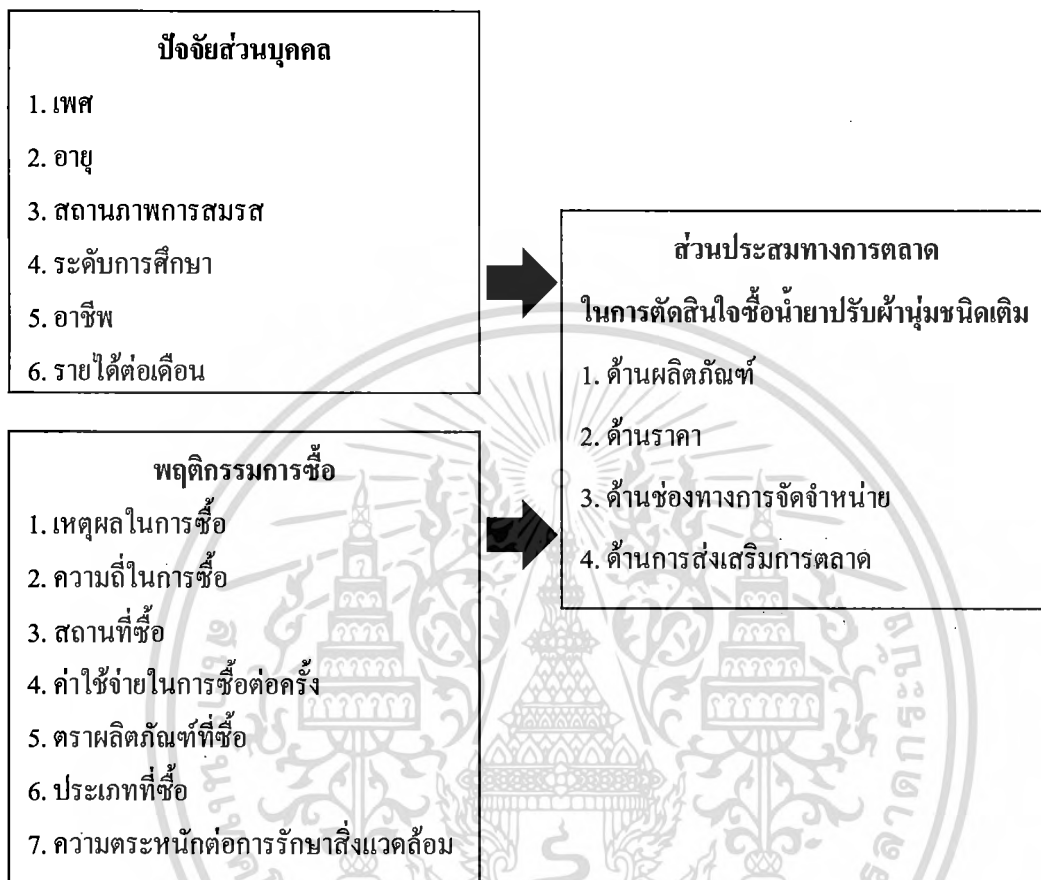 ปัจจัยส่วนบุคคล
1. เพศ
2. อายุ
3. สถานภาพการสมรส
4. ระดับการศึกษา
5. อาชีพ
6. รายได้ต่อเดือน
พฤติกรรมการซื้อ
1. เหตุผลในการซื้อ
2. ความถี่ในการซื้อ
3. สถานที่ซื้อ
4. ค่าใช้จ่ายในการซื้อต่อครั้ง
5. ตราผลิตภัณฑ์ที่ซื้อ
6. ประเภทที่ซื้อ
7. ความตระหนักต่อการรักษาสิ่งแวดล้อม
ส่วนประสมทางการตลาด
ในการตัดสินใจซื้อน้ำยาปรับผ้านุ่มชนิดเติม
1. ด้านผลิตภัณฑ์
2. ด้านราคา
3. ด้านช่องทางการจัดจำหน่าย
4. ด้านการส่งเสริมการตลาด